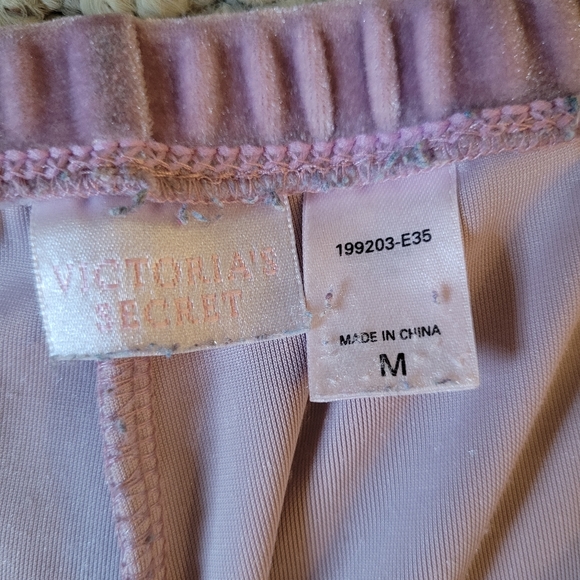 VICTORIA'S
SECRET
199203-E35
MADE IN CHINA
M